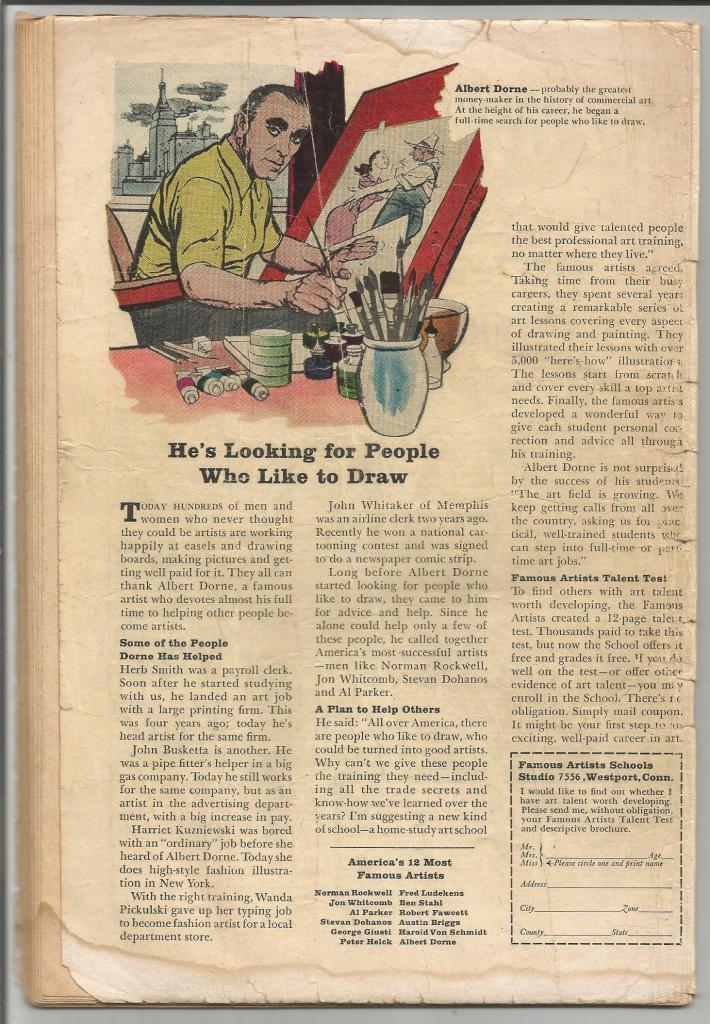 Albert Dorne — probably the greatest
money-maker in the history of commercial art
At the height of his career, he began a
full-time search for people who like to draw.
He's Looking for People
Who Like to Draw
TODAY HUNDREDS of men and
women who never thought
they could be artists are working
happily at easels and drawing
boards, making pictures and get-
ting well paid for it. They all can
thank Albert Dorne, a famous
artist who devotes almost his full
time to helping other people be-
come artists.
Some of the People
Dorne Has Helped
Herb Smith was a payroll clerk.
Soon after he started studying
with us, he landed an art job
with a large printing firm. This
was four years ago; today he's
head artist for the same firm.
John Busketta is another. He
was a pipe fitter's helper in a big
gas company. Today he still works
for the same company, but as an
artist in the advertising depart-
ment, with a big increase in pay.
Harriet Kuzniewski was bored
with an "ordinary" job before she
heard of Albert Dorne. Today she
does high-style fashion illustra-
tion in New York.
With the right training, Wanda
Pickulski gave up her typing job
to become fashion artist for a local
department store.
John Whitaker of Memphis
was an airline clerk two years ago.
Recently he won a national car-
tooning contest and was signed
to do a newspaper comic strip.
Long before Albert Dorne
started looking for people who
like to draw, they came to him
for advice and help. Since he
alone could help only a few of
these people, he called together
America's most successful artists
—men like Norman Rockwell,
Jon Whitcomb, Stevan Dohanos
and Al Parker.
A Plan to Help Others
He said: "All over America, there
are people who like to draw, who
could be turned into good artists.
Why can't we give these people
the training they need—includ-
ing all the trade secrets and
know-how we've learned over the
years? I'm suggesting a new kind
of school—a home-study art school
America's 12 Most
Famous Artists
Norman Rockwell Fred Ludekens
Jon Whitcomb Ben Stahl
Al Parker Robert Fawcett
Stevan Dohanos Austin Briggs
George Giusti Harold Von Schmidt
Peter Helck Albert Dorne
that would give talented people
the best professional art training,
no matter where they live."
The famous artists agreed.
Taking time from their busy
careers, they spent several years
creating a remarkable series of
art lessons covering every aspect
of drawing and painting. They
illustrated their lessons with over
5,000 "here's-how" illustrations.
The lessons start from scratch
and cover every skill a top artist
needs. Finally, the famous artists
developed a wonderful way to
give each student personal cor-
rection and advice all through
his training.
Albert Dorne is not surprised
by the success of his students.
"The art field is growing. We
keep getting calls from all over
the country, asking us for prac-
tical, well-trained students who
can step into full-time or part-
time art jobs."
Famous Artists Talent Test
To find others with art talent
worth developing, the Famous
Artists created a 12-page talent
test. Thousands paid to take this
test, but now the School offers it
free and grades it free. If you do
well on the test—or offer other
evidence of art talent—you may
enroll in the School. There's no
obligation. Simply mail coupon.
It might be your first step to an
exciting, well-paid career in art.
Famous Artists Schools
Studio 7556, Westport, Conn.
I would like to find out whether I
have art talent worth developing.
Please send me, without obligation,
your Famous Artists Talent Test
and descriptive brochure.
Mr.
Mrs. Age
Miss Please circle one and print name
Address
City Zone
County State